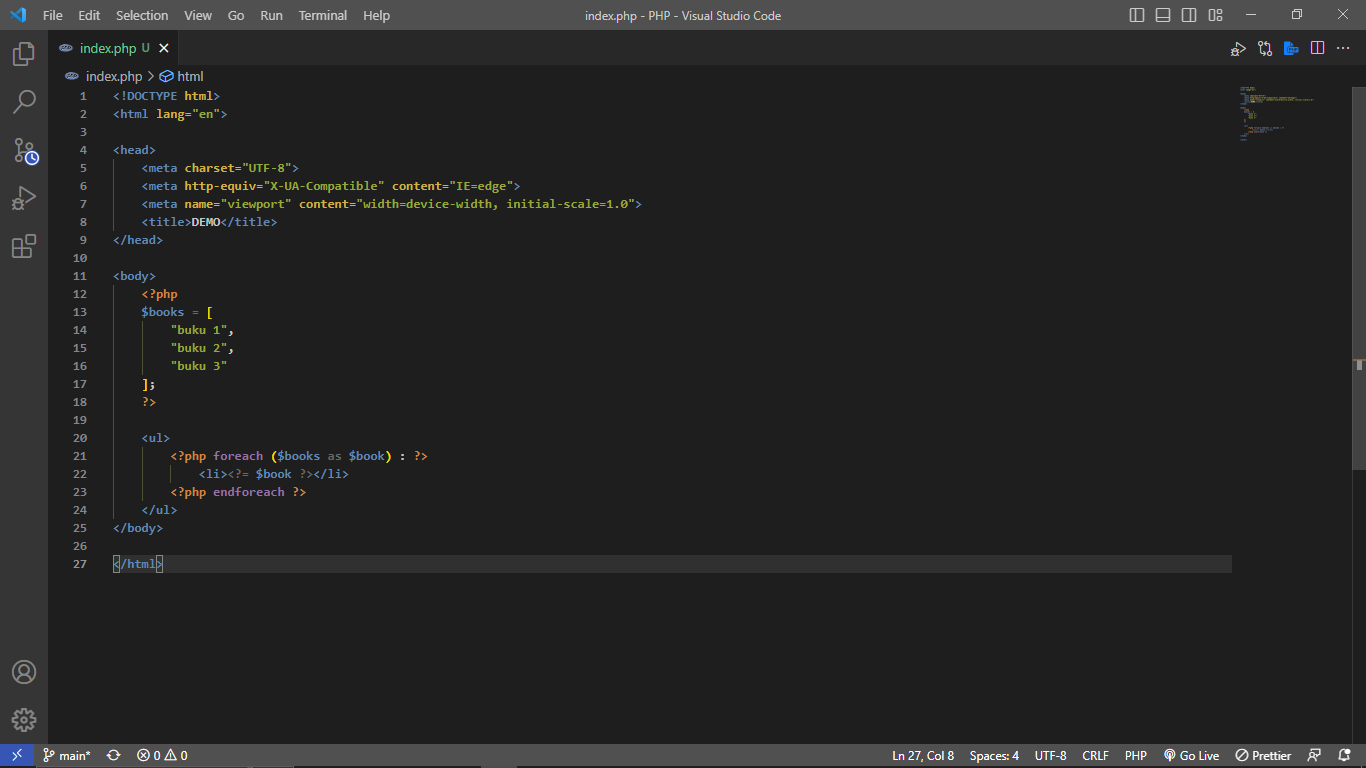 File Edit Selection View Go Run Terminal Help index.php - PHP - Visual Studio Code
index.php U
index.php > html
1 <!DOCTYPE html>
2 <html lang="en">
3
4 <head>
5     <meta charset="UTF-8">
6     <meta http-equiv="X-UA-Compatible" content="IE=edge">
7     <meta name="viewport" content="width=device-width, initial-scale=1.0">
8     <title>DEMO</title>
9 </head>
10
11 <body>
12     <?php
13     $books = [
14         "buku 1",
15         "buku 2",
16         "buku 3"
17     ];
18     ?>
19
20     <ul>
21         <?php foreach ($books as $book) : ?>
22             <li><?= $book ?></li>
23         <?php endforeach ?>
24     </ul>
25 </body>
26
27 </html>
main* 0 0 Ln 27, Col 8 Spaces: 4 UTF-8 CRLF PHP Go Live Prettier